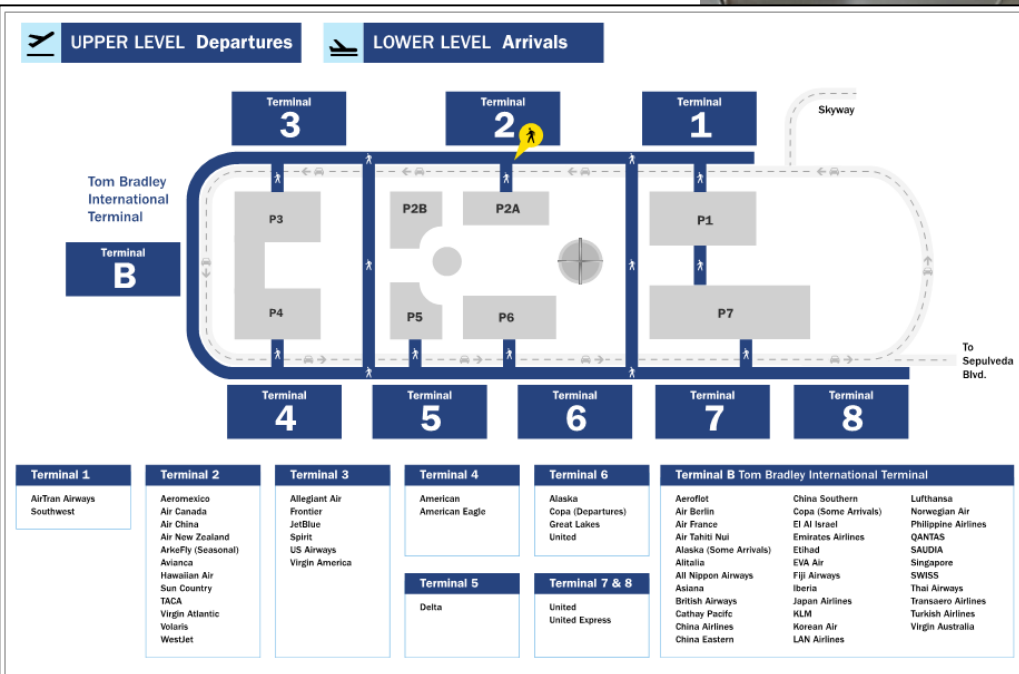 UPPER LEVEL Departures
LOWER LEVEL Arrivals
Terminal
3
Terminal
2
Terminal
1
Skyway
Tom Bradley
International
Terminal
Terminal
B
P3
P2B
P2A
P1
P4
P5
P6
P7
To
Sepulveda
Blvd.
Terminal
4
Terminal
5
Terminal
6
Terminal
7
Terminal
8
Terminal 1
AirTran Airways
Southwest
Terminal 2
Aeromexico
Air Canada
Air China
Air New Zealand
ArkeFly (Seasonal)
Avianca
Hawaiian Air
Sun Country
TACA
Virgin Atlantic
Volaris
WestJet
Terminal 3
Allegiant Air
Frontier
JetBlue
Spirit
US Airways
Virgin America
Terminal 4
American
American Eagle
Terminal 5
Delta
Terminal 6
Alaska
Copa (Departures)
Great Lakes
United
Terminal 7 & 8
United
United Express
Terminal B Tom Bradley International Terminal
Aeroflot
Air Berlin
Air France
Air Tahiti Nui
Alaska (Some Arrivals)
Alitalia
All Nippon Airways
Asiana
British Airways
Cathay Pacifc
China Airlines
China Eastern
China Southern
Copa (Some Arrivals)
El Al Israel
Emirates Airlines
Etihad
EVA Air
Fiji Airways
Iberia
Japan Airlines
KLM
Korean Air
LAN Airlines
Lufthansa
Norwegian Air
Philippine Airlines
QANTAS
SAUDIA
Singapore
SWISS
Thai Airways
Transaero Airlines
Turkish Airlines
Virgin Australia